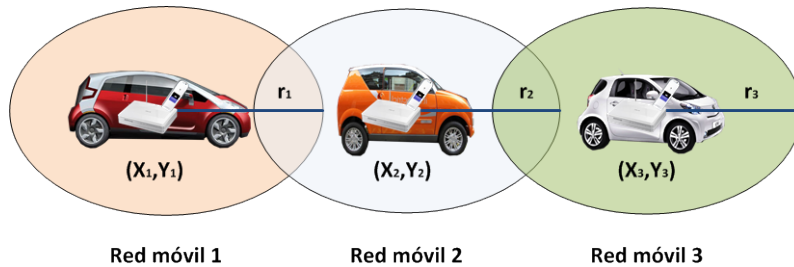 r₁ r₂ r₃
(X₁,Y₁) (X₂,Y₂) (X₃,Y₃)
Red móvil 1 Red móvil 2 Red móvil 3